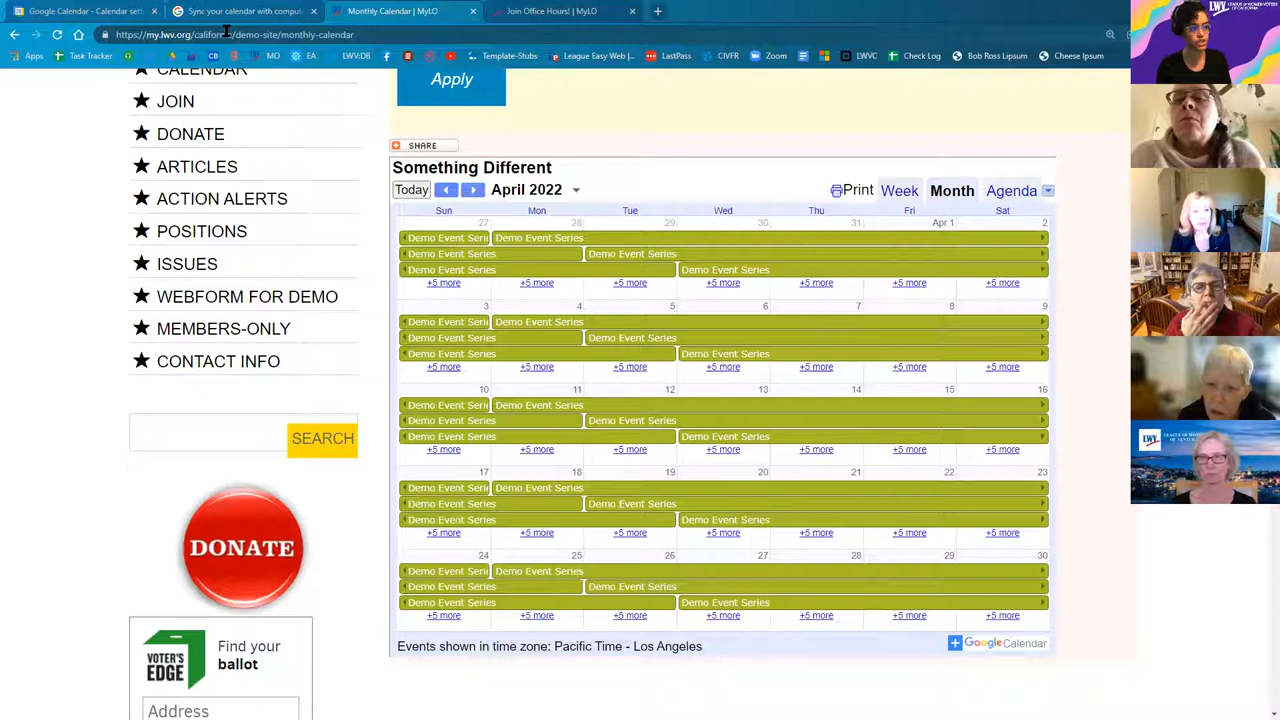 Google Calendar - Calendar sett
Sync your calendar with comput
Monthly Calendar | MyLO
Join Office Hours! | MyLO
https://my.lwv.org/california/demo-site/monthly-calendar
Apps
Task Tracker
CB
MO
EA
Template-Stubs
League Easy Web |...
LastPass
CIVFR
Zoom
LWVC
Check Log
Bob Ross Lipsum
Cheese Ipsum
CALENDAR
JOIN
DONATE
ARTICLES
ACTION ALERTS
POSITIONS
ISSUES
WEBFORM FOR DEMO
MEMBERS-ONLY
CONTACT INFO
SEARCH
DONATE
VOTER'S EDGE
Find your
ballot
Address
Apply
SHARE
Something Different
Today April 2022 Print Week Month Agenda
Sun Mon Tue Wed Thu Fri Sat
27 28 29 30 31 Apr 1 2
Demo Event Seri Demo Event Series
Demo Event Series Demo Event Series
Demo Event Series Demo Event Series
+5 more +5 more +5 more +5 more +5 more +5 more +5 more
3 4 5 6 7 8 9
Demo Event Seri Demo Event Series
Demo Event Series Demo Event Series
Demo Event Series Demo Event Series
+5 more +5 more +5 more +5 more +5 more +5 more +5 more
10 11 12 13 14 15 16
Demo Event Seri Demo Event Series
Demo Event Series Demo Event Series
Demo Event Series Demo Event Series
+5 more +5 more +5 more +5 more +5 more +5 more +5 more
17 18 19 20 21 22 23
Demo Event Seri Demo Event Series
Demo Event Series Demo Event Series
Demo Event Series Demo Event Series
+5 more +5 more +5 more +5 more +5 more +5 more +5 more
24 25 26 27 28 29 30
Demo Event Seri Demo Event Series
Demo Event Series Demo Event Series
Demo Event Series Demo Event Series
+5 more +5 more +5 more +5 more +5 more +5 more +5 more
Events shown in time zone: Pacific Time - Los Angeles
Google Calendar
LWV LEAGUE OF WOMEN VOTERS
OF CALIFORNIA
LWV